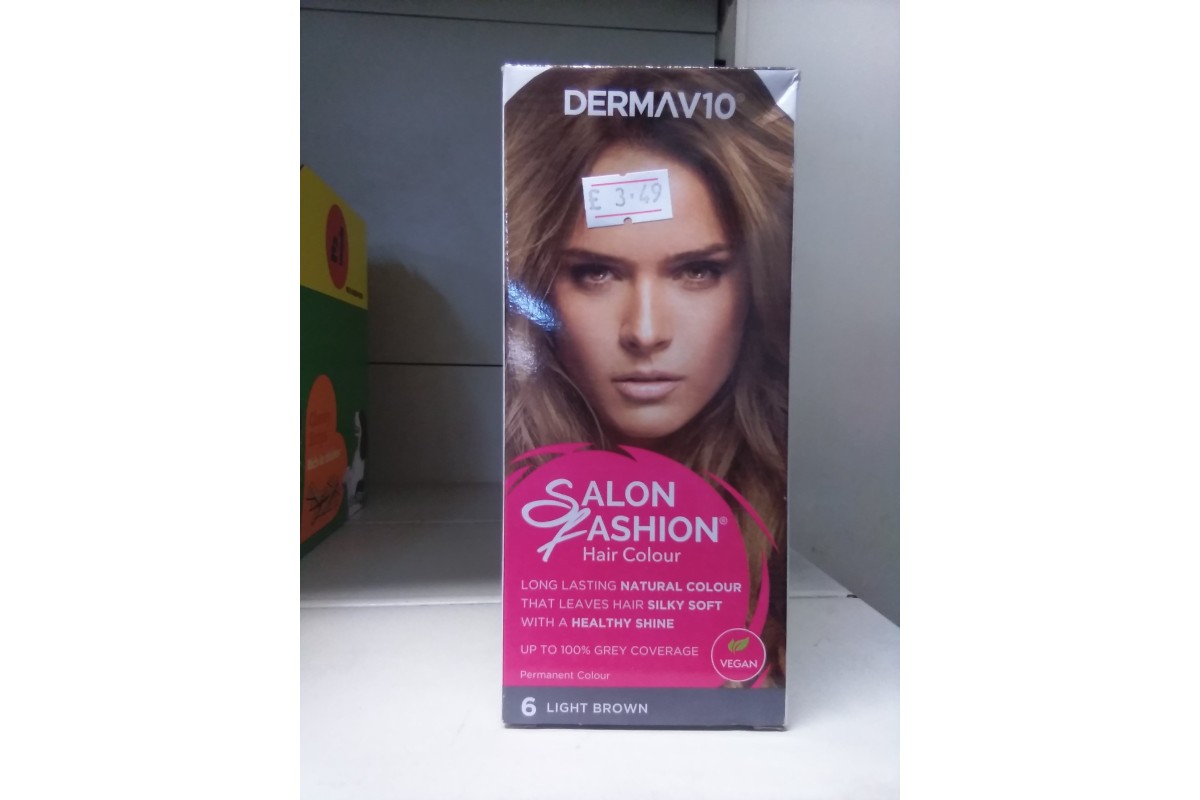 DERMAV10
£ 3.49
SALON
FASHION®
Hair Colour
LONG LASTING NATURAL COLOUR
THAT LEAVES HAIR SILKY SOFT
WITH A HEALTHY SHINE
UP TO 100% GREY COVERAGE
VEGAN
Permanent Colour
6 LIGHT BROWN
£1